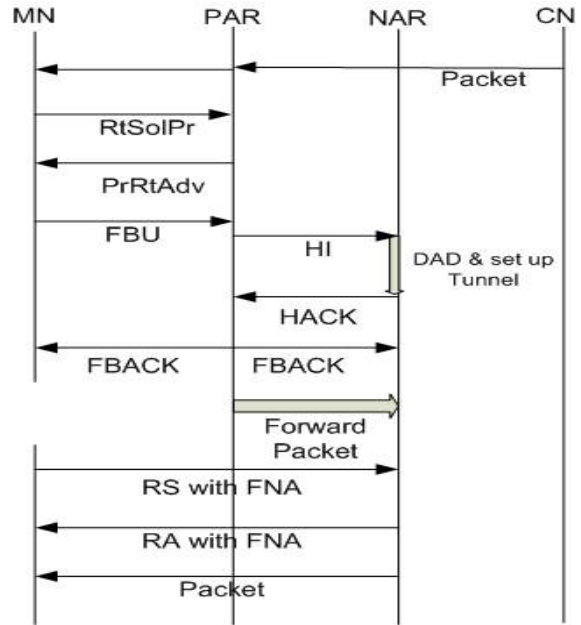 MN PAR NAR CN
Packet
RtSolPr
PrRtAdv
FBU
HI
DAD & set up
Tunnel
HACK
FBACK FBACK
Forward
Packet
RS with FNA
RA with FNA
Packet